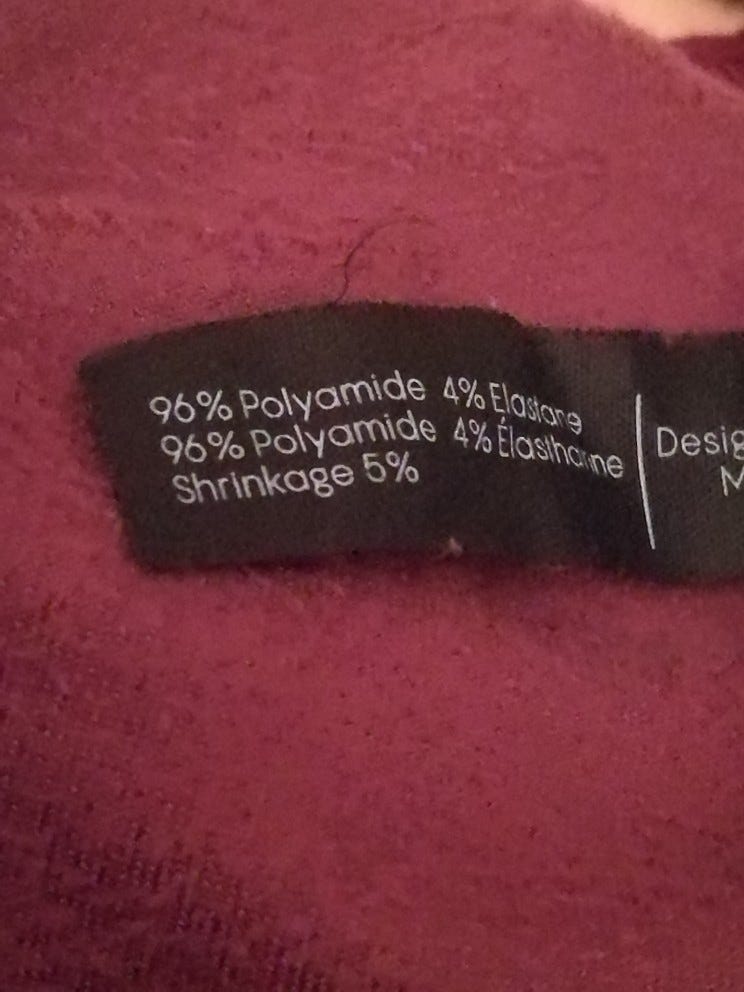 96% Polyamide 4% Elastane
96% Polyamide 4% Élasthanne
Shrinkage 5%